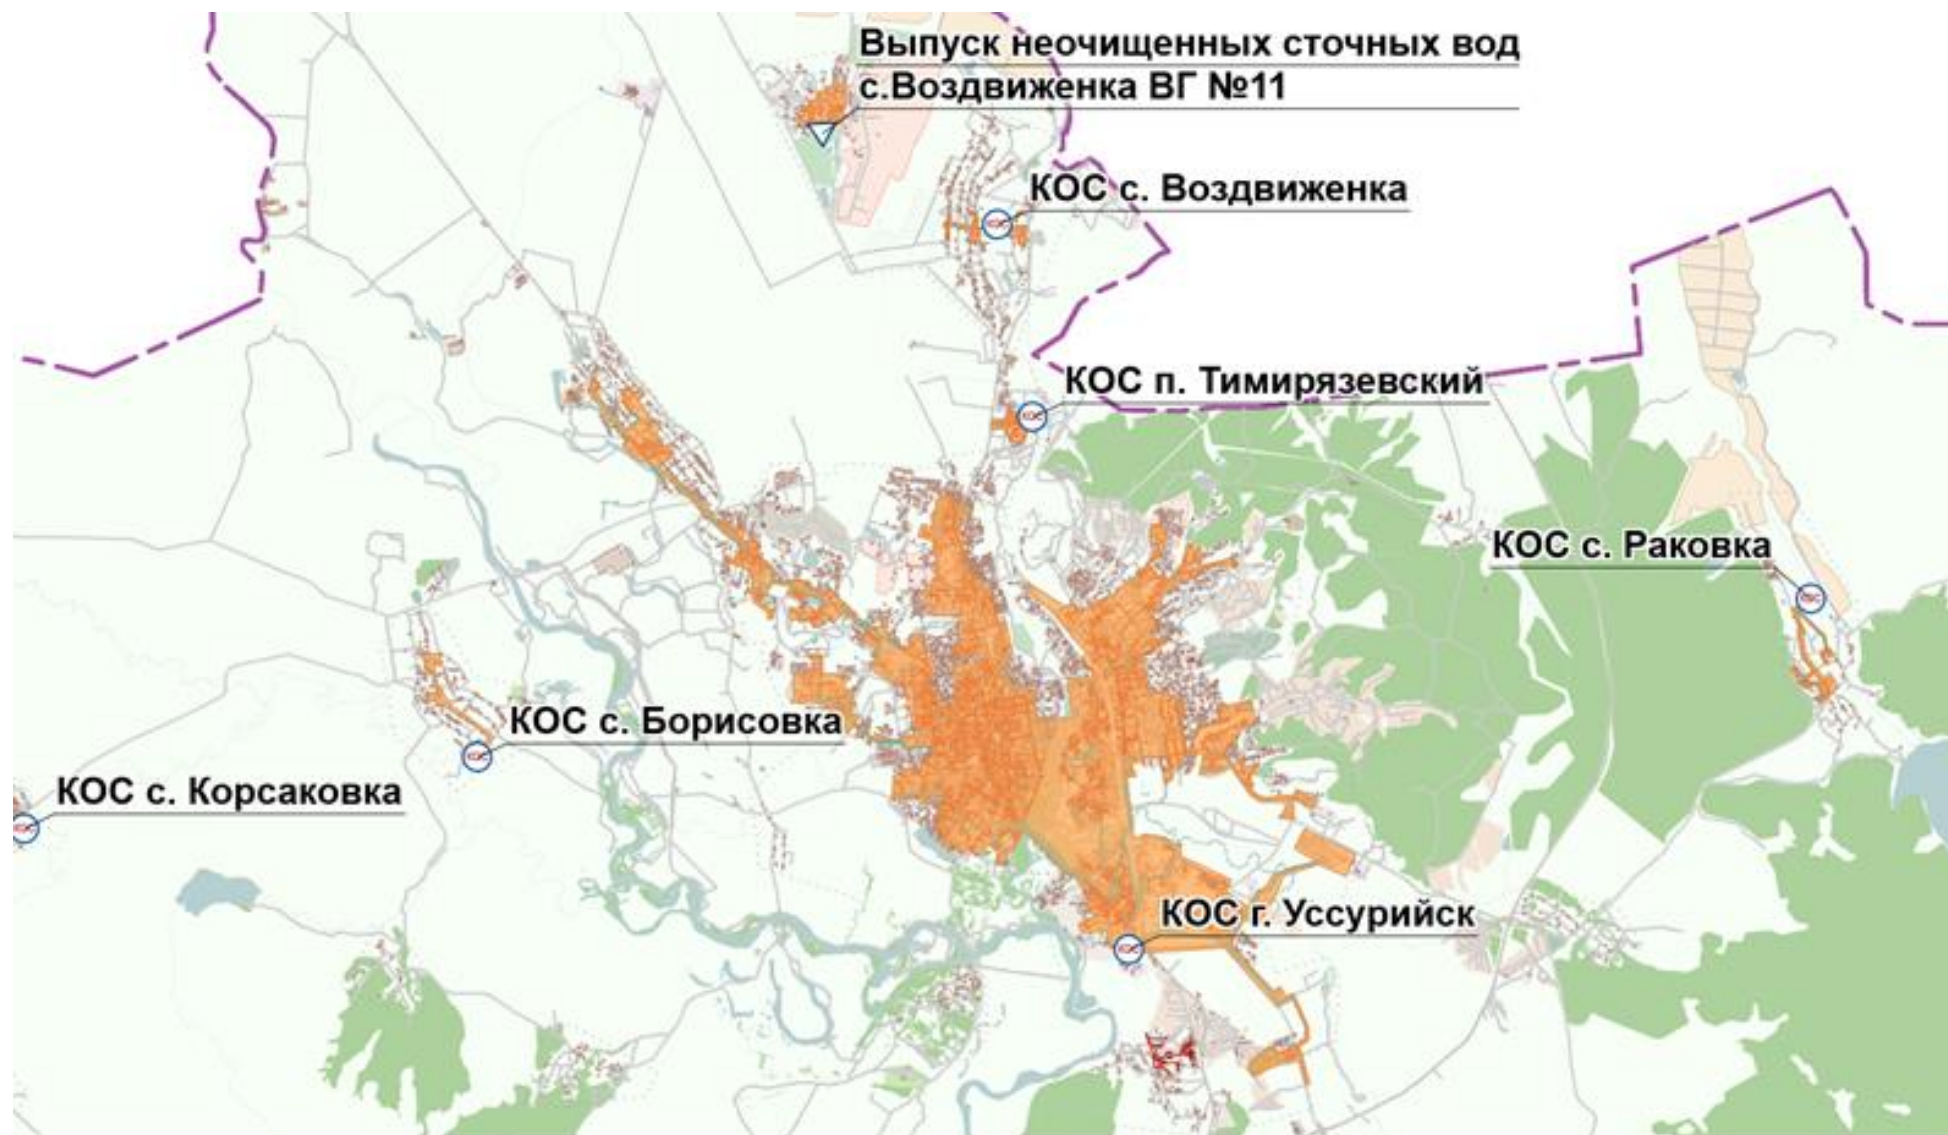 Выпуск неочищенных сточных вод
с.Воздвиженка ВГ №11
КОС с. Воздвиженка
КОС п. Тимирязевский
КОС с. Раковка
КОС с. Борисовка
КОС с. Корсаковка
КОС г. Уссурийск